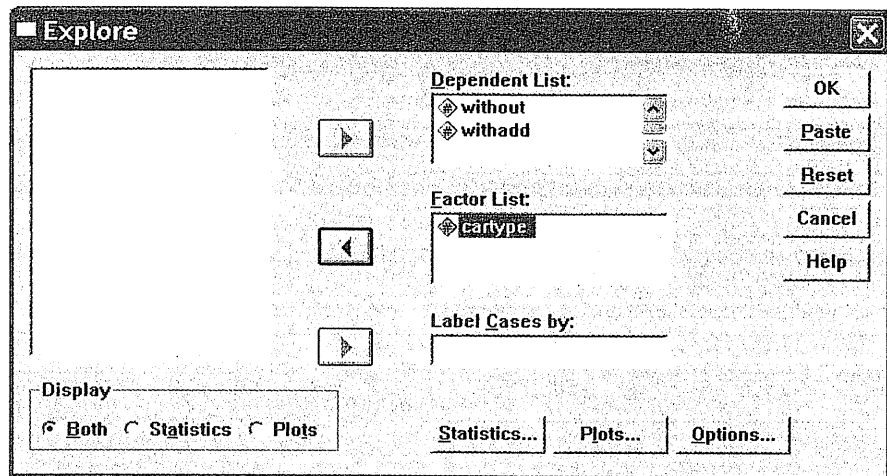 Explore
Dependent List:
without
withadd
Factor List:
cartype
Label Cases by:
OK
Paste
Reset
Cancel
Help
Display
Both Statistics Plots
Statistics... Plots... Options...